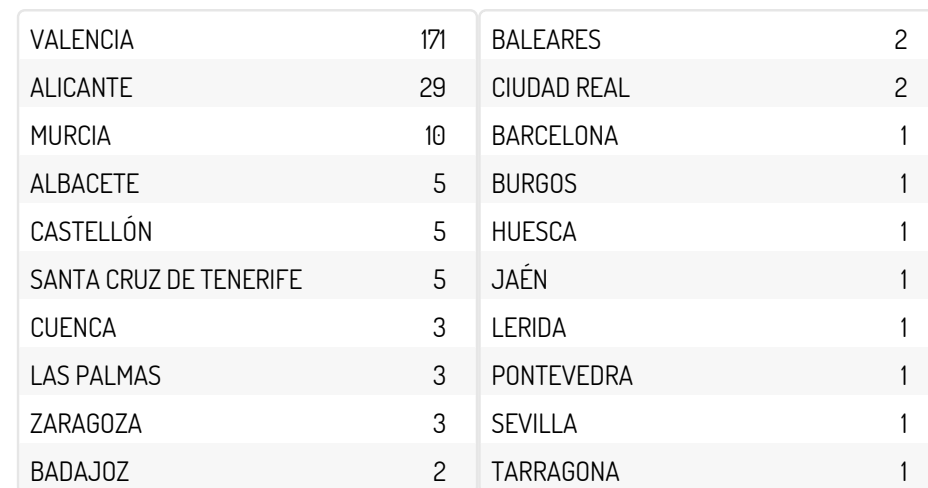 VALENCIA 171
ALICANTE 29
MURCIA 10
ALBACETE 5
CASTELLÓN 5
SANTA CRUZ DE TENERIFE 5
CUENCA 3
LAS PALMAS 3
ZARAGOZA 3
BADAJOZ 2
BALEARES 2
CIUDAD REAL 2
BARCELONA 1
BURGOS 1
HUESCA 1
JAÉN 1
LERIDA 1
PONTEVEDRA 1
SEVILLA 1
TARRAGONA 1